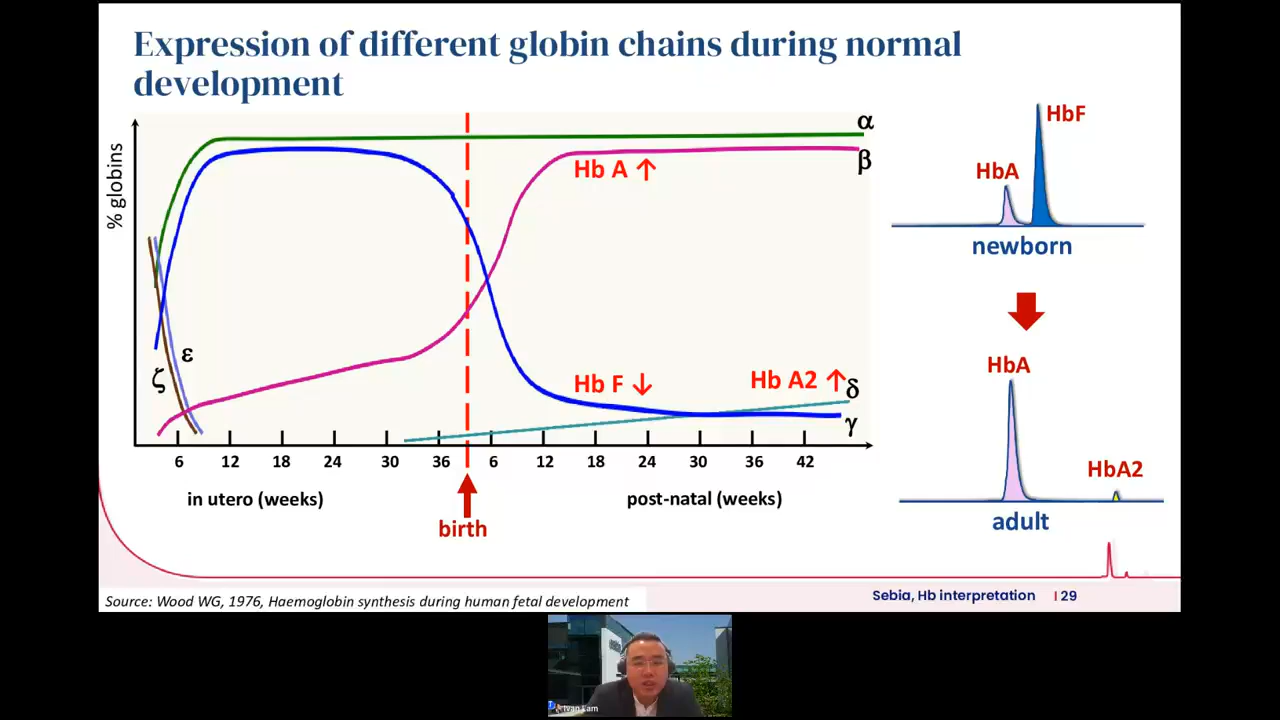 Expression of different globin chains during normal
development
% globins
α
β
Hb A ↑
ε
ζ
Hb F ↓
Hb A2 ↑
δ
γ
6 12 18 24 30 36 6 12 18 24 30 36 42
in utero (weeks)
post-natal (weeks)
birth
HbF
HbA
newborn
HbA
HbA2
adult
Source: Wood WG, 1976, Haemoglobin synthesis during human fetal development
Sebia, Hb interpretation | 29
Ivan Lam